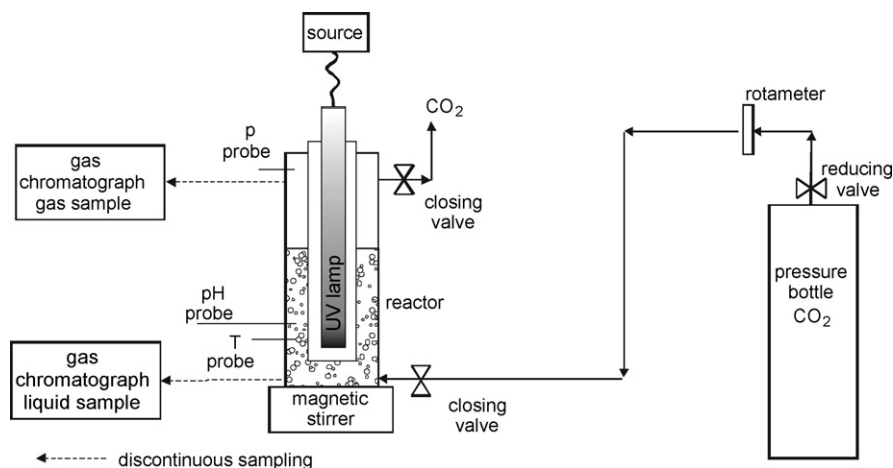 source
CO₂
rotameter
p
probe
gas
chromatograph
gas sample
closing
valve
reducing
valve
UV lamp
pressure
bottle
CO₂
pH
probe
reactor
T
probe
gas
chromatograph
liquid sample
magnetic
stirrer
closing
valve
discontinuous sampling